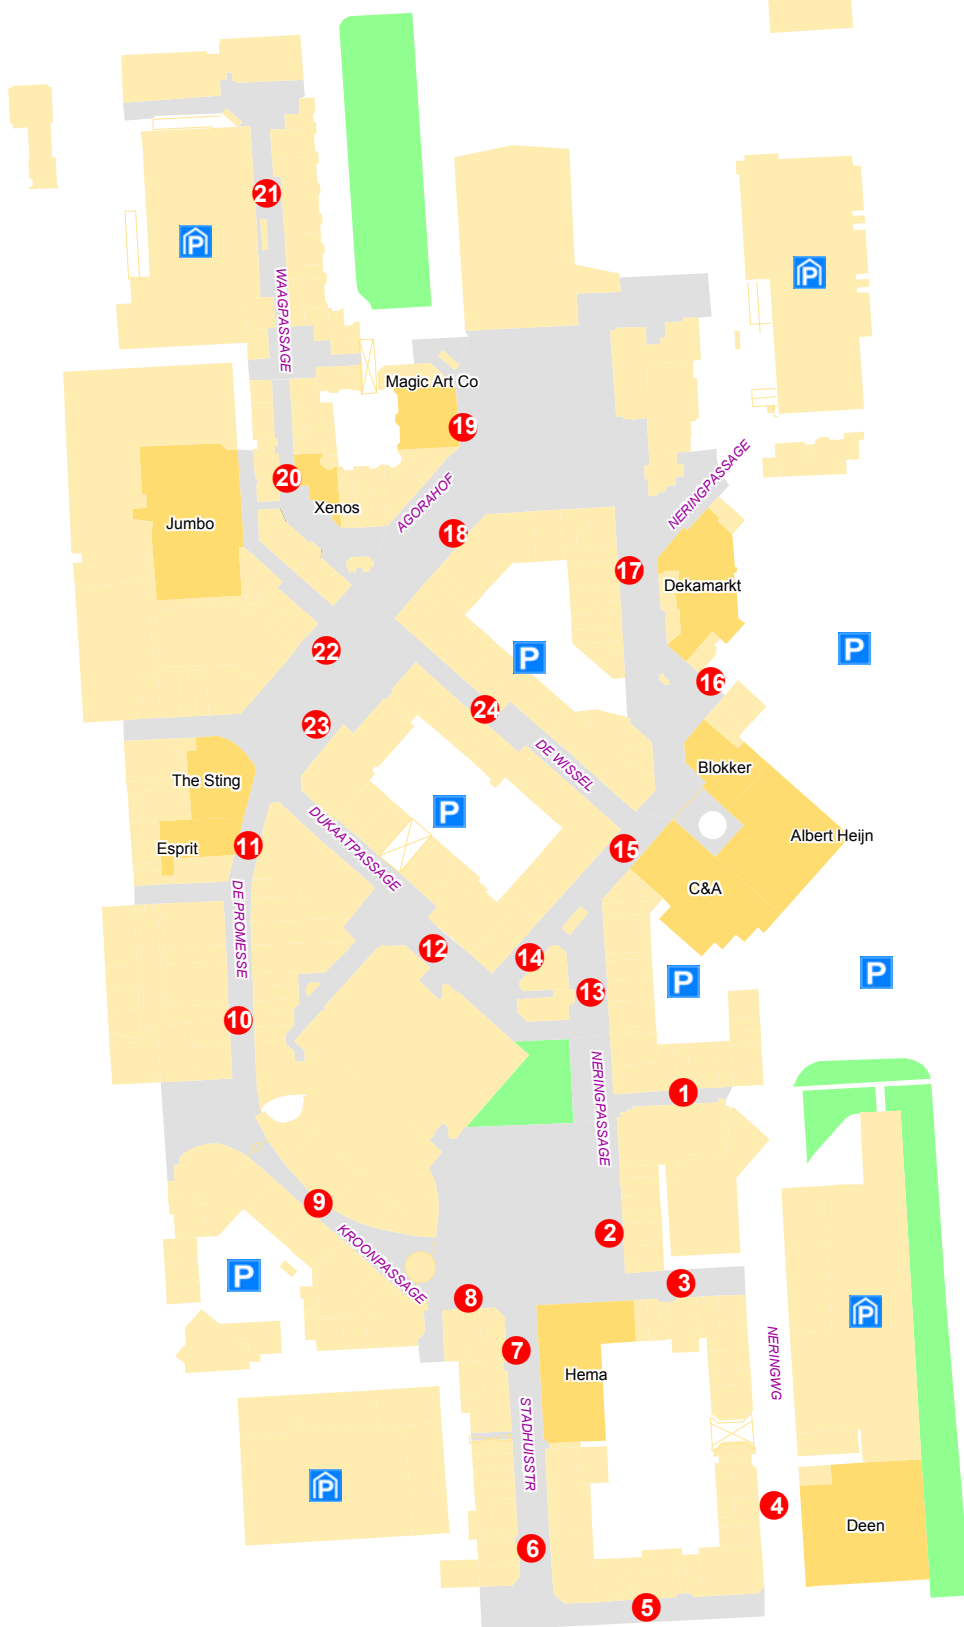 21
P
P
WAAGPASSAGE
Magic Art Co
19
NERINGPASSAGE
20
Xenos
AGORAHOF
Jumbo
18
17
Dekamarkt
22
P
P
16
24
23
DE WISSEL
Blokker
The Sting
P
DUKAATPASSAGE
Albert Heijn
Esprit
11
15
C&A
DE PROMESSE
12
14
P
P
13
10
NERINGPASSAGE
1
9
2
KROONPASSAGE
P
3
8
P
7
NERINGWG
Hema
STADHUISSTR
P
4
Deen
6
5